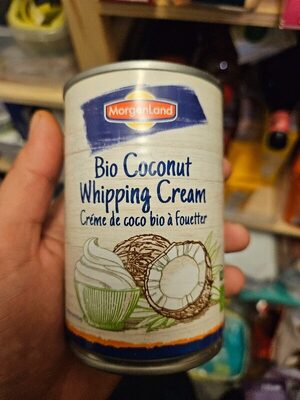 MorgenLand
Bio Coconut
Whipping Cream
Crème de coco bio à fouetter